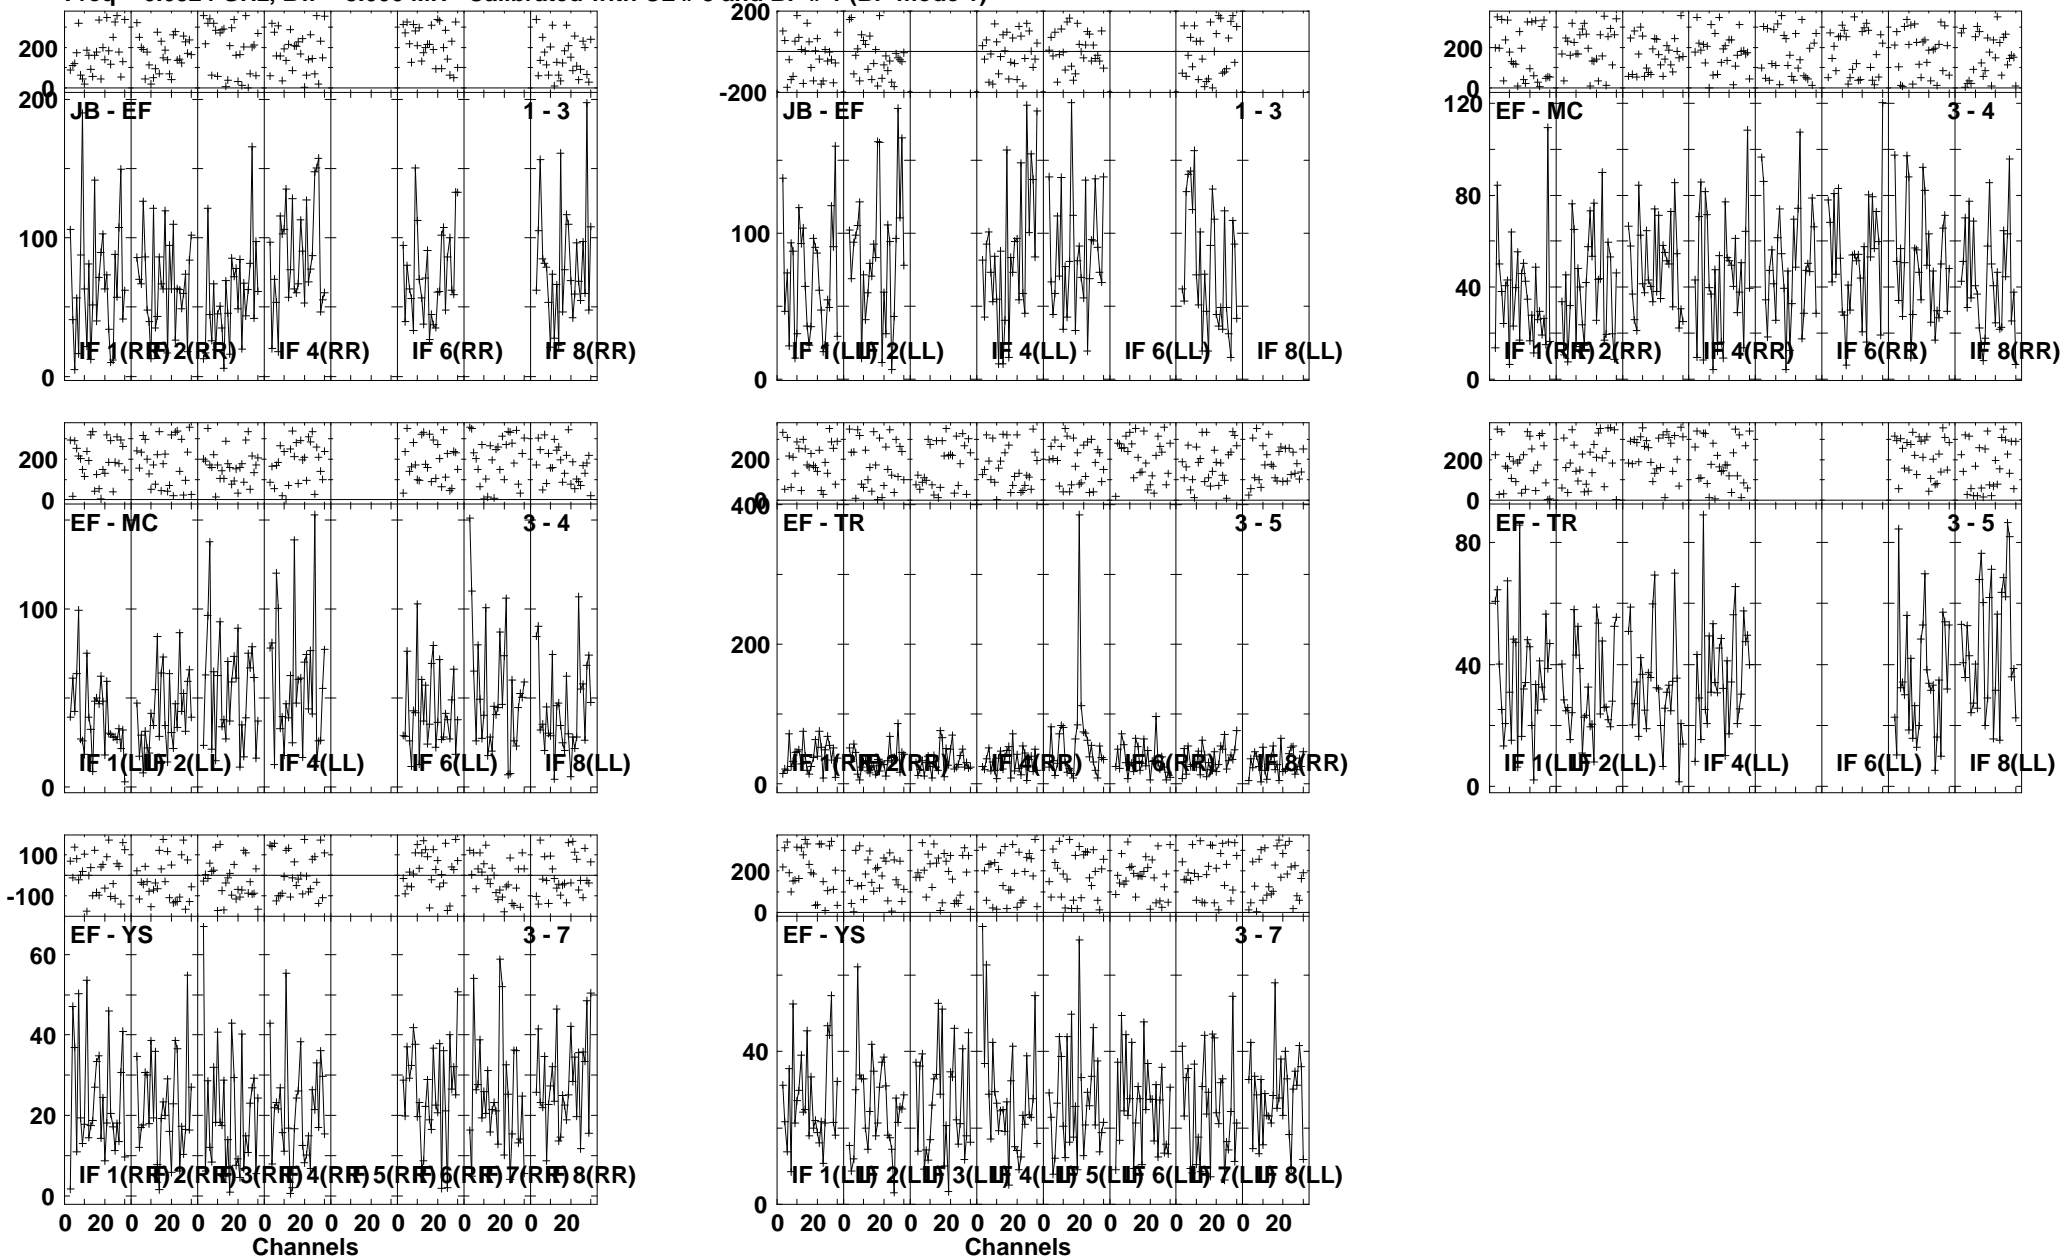 Freq GHz, Bw Calibrated with CL # and BP # 1 (BP mode 1)
200
0
200
100
0
JB - EF
1 - 3
IF 1(RR) IF 2(RR) IF 4(RR) IF 6(RR) IF 8(RR)
200
-200
100
0
JB - EF
1 - 3
IF 1(LL) IF 2(LL) IF 4(LL) IF 6(LL) IF 8(LL)
200
0
120
80
40
0
EF - MC
3 - 4
IF 1(RR) IF 2(RR) IF 4(RR) IF 6(RR) IF 8(RR)
200
0
100
0
EF - MC
3 - 4
IF 1(LL) IF 2(LL) IF 4(LL) IF 6(LL) IF 8(LL)
200
0
400
200
0
EF - TR
3 - 5
IF 1(RR) IF 2(RR) IF 4(RR) IF 6(RR) IF 8(RR)
200
0
80
40
0
EF - TR
3 - 5
IF 1(LL) IF 2(LL) IF 4(LL) IF 6(LL) IF 8(LL)
100
-100
60
40
20
0
EF - YS
3 - 7
IF 1(RR) IF 2(RR) IF 3(RR) IF 4(RR) IF 5(RR) IF 6(RR) IF 7(RR) IF 8(RR)
0 20 0 20 0 20 0 20 0 20 0 20 0 20 0 20
Channels
200
0
40
0
EF - YS
3 - 7
IF 1(LL) IF 2(LL) IF 3(LL) IF 4(LL) IF 5(LL) IF 6(LL) IF 7(LL) IF 8(LL)
0 20 0 20 0 20 0 20 0 20 0 20 0 20 0 20
Channels